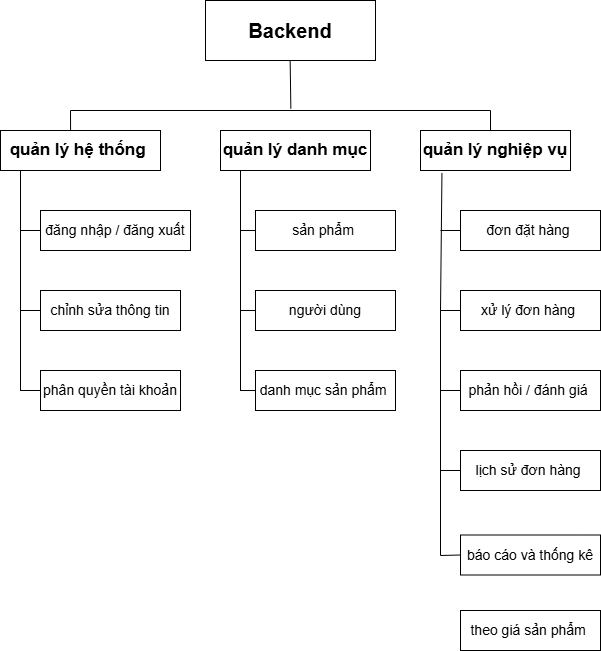 Backend
quản lý hệ thống
đăng nhập / đăng xuất
chỉnh sửa thông tin
phân quyền tài khoản
quản lý danh mục
sản phẩm
người dùng
danh mục sản phẩm
quản lý nghiệp vụ
đơn đặt hàng
xử lý đơn hàng
phản hồi / đánh giá
lịch sử đơn hàng
báo cáo và thống kê
theo giá sản phẩm